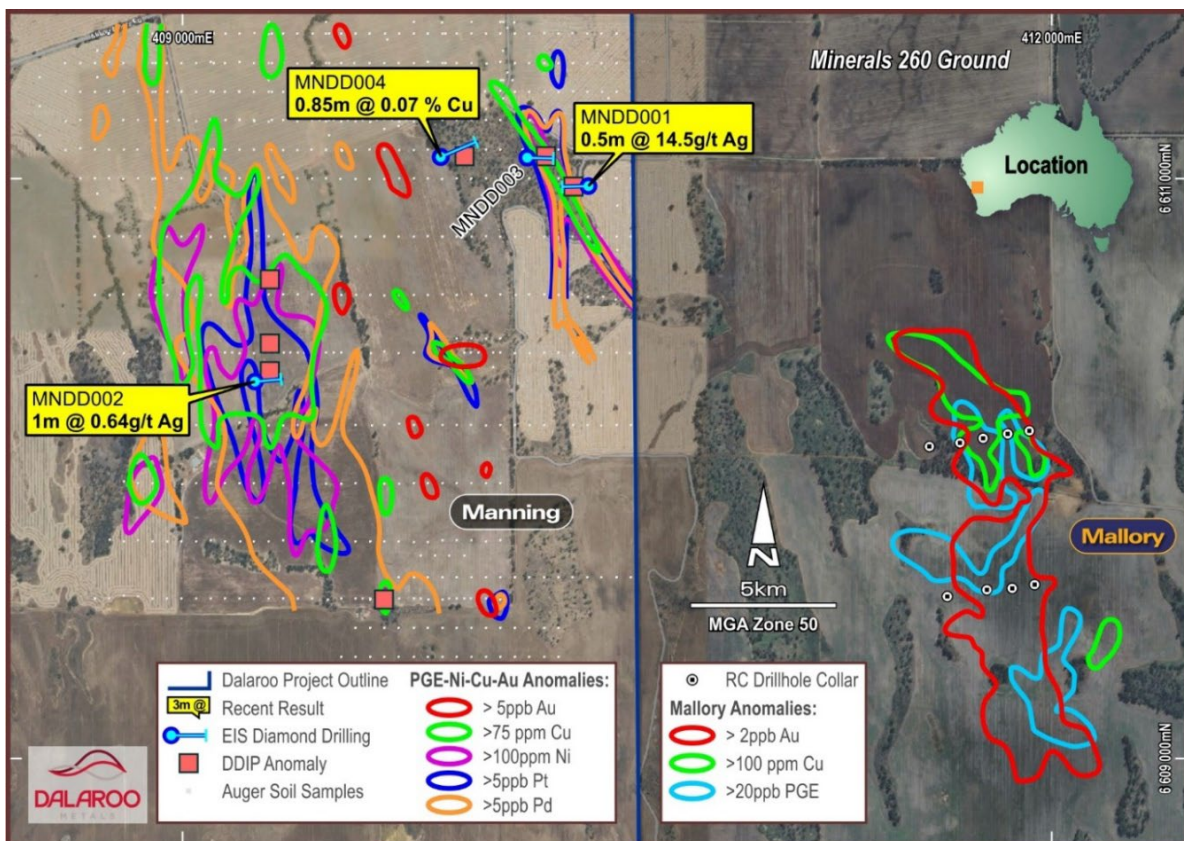 409 000mE
412 000mE
Minerals 260 Ground
MNDD004
0.85m @ 0.07 % Cu
MNDD001
0.5m @ 14.5g/t Ag
Location
MNDD003
6 611 000mN
MNDD002
1m @ 0.64g/t Ag
Manning
Mallory
N
5km
MGA Zone 50
6 609 000mN
Dalaroo Project Outline
3m @
Recent Result
EIS Diamond Drilling
DDIP Anomaly
Auger Soil Samples
PGE-Ni-Cu-Au Anomalies:
> 5ppb Au
>75 ppm Cu
>100ppm Ni
>5ppb Pt
>5ppb Pd
RC Drillhole Collar
Mallory Anomalies:
> 2ppb Au
>100 ppm Cu
>20ppb PGE
DALAROO
METALS